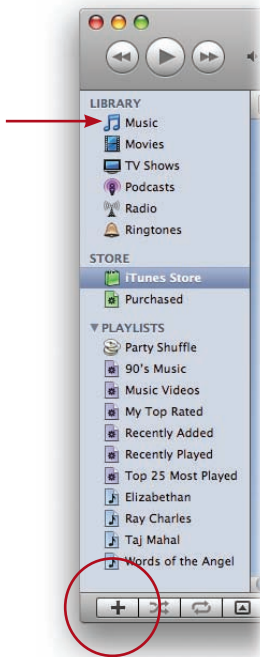 LIBRARY
Music
Movies
TV Shows
Podcasts
Radio
Ringtones
STORE
iTunes Store
Purchased
PLAYLISTS
Party Shuffle
90's Music
Music Videos
My Top Rated
Recently Added
Recently Played
Top 25 Most Played
Elizabethan
Ray Charles
Taj Mahal
Words of the Angel